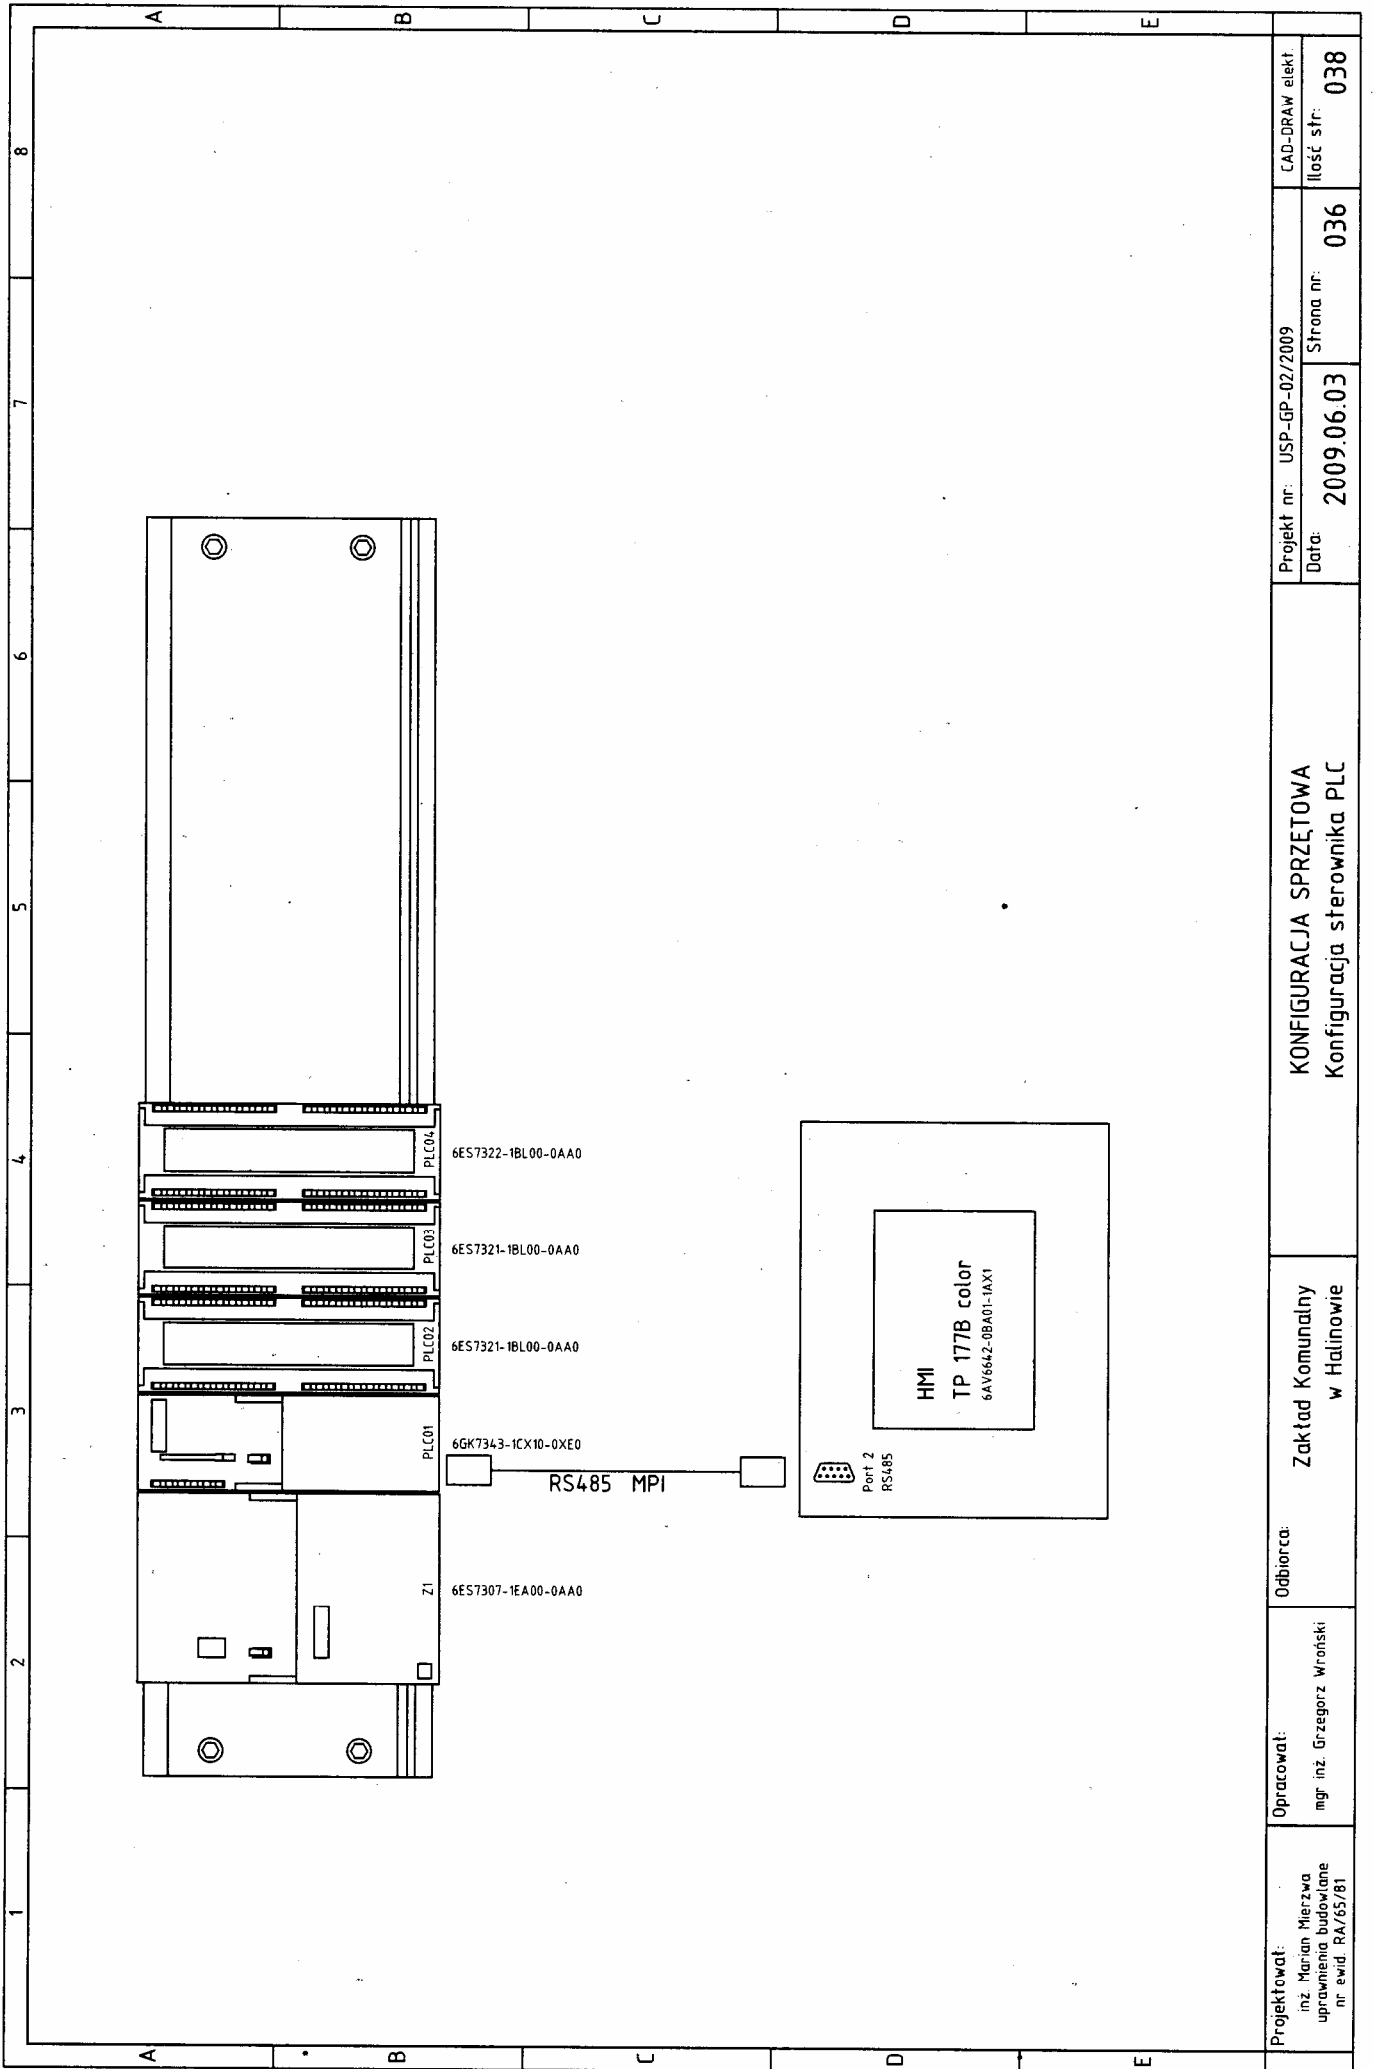 1 2 3 4 5 6 7 8
A
B
C
D
E
A
B
C
D
E
Z1
PLC01
PLC02
PLC03
PLC04
6ES7307-1EA00-0AA0
6GK7343-1CX10-0XE0
6ES7321-1BL00-0AA0
6ES7321-1BL00-0AA0
6ES7322-1BL00-0AA0
RS485 MPI
Port 2
RS485
HMI
TP 177B color
6AV6642-0BA01-1AX1
Projektował:
inż. Marian Mierzwa
uprawnienia budowlane
nr ewid. RA/65/81
Opracował:
mgr inż. Grzegorz Wroński
Odbiorca:
Zakład Komunalny
w Halinowie
KONFIGURACJA SPRZĘTOWA
Konfiguracja sterownika PLC
Projekt nr: USP-GP-02/2009
CAD-DRAW elekt.
Data: 2009.06.03
Strona nr: 036
Ilość str: 038